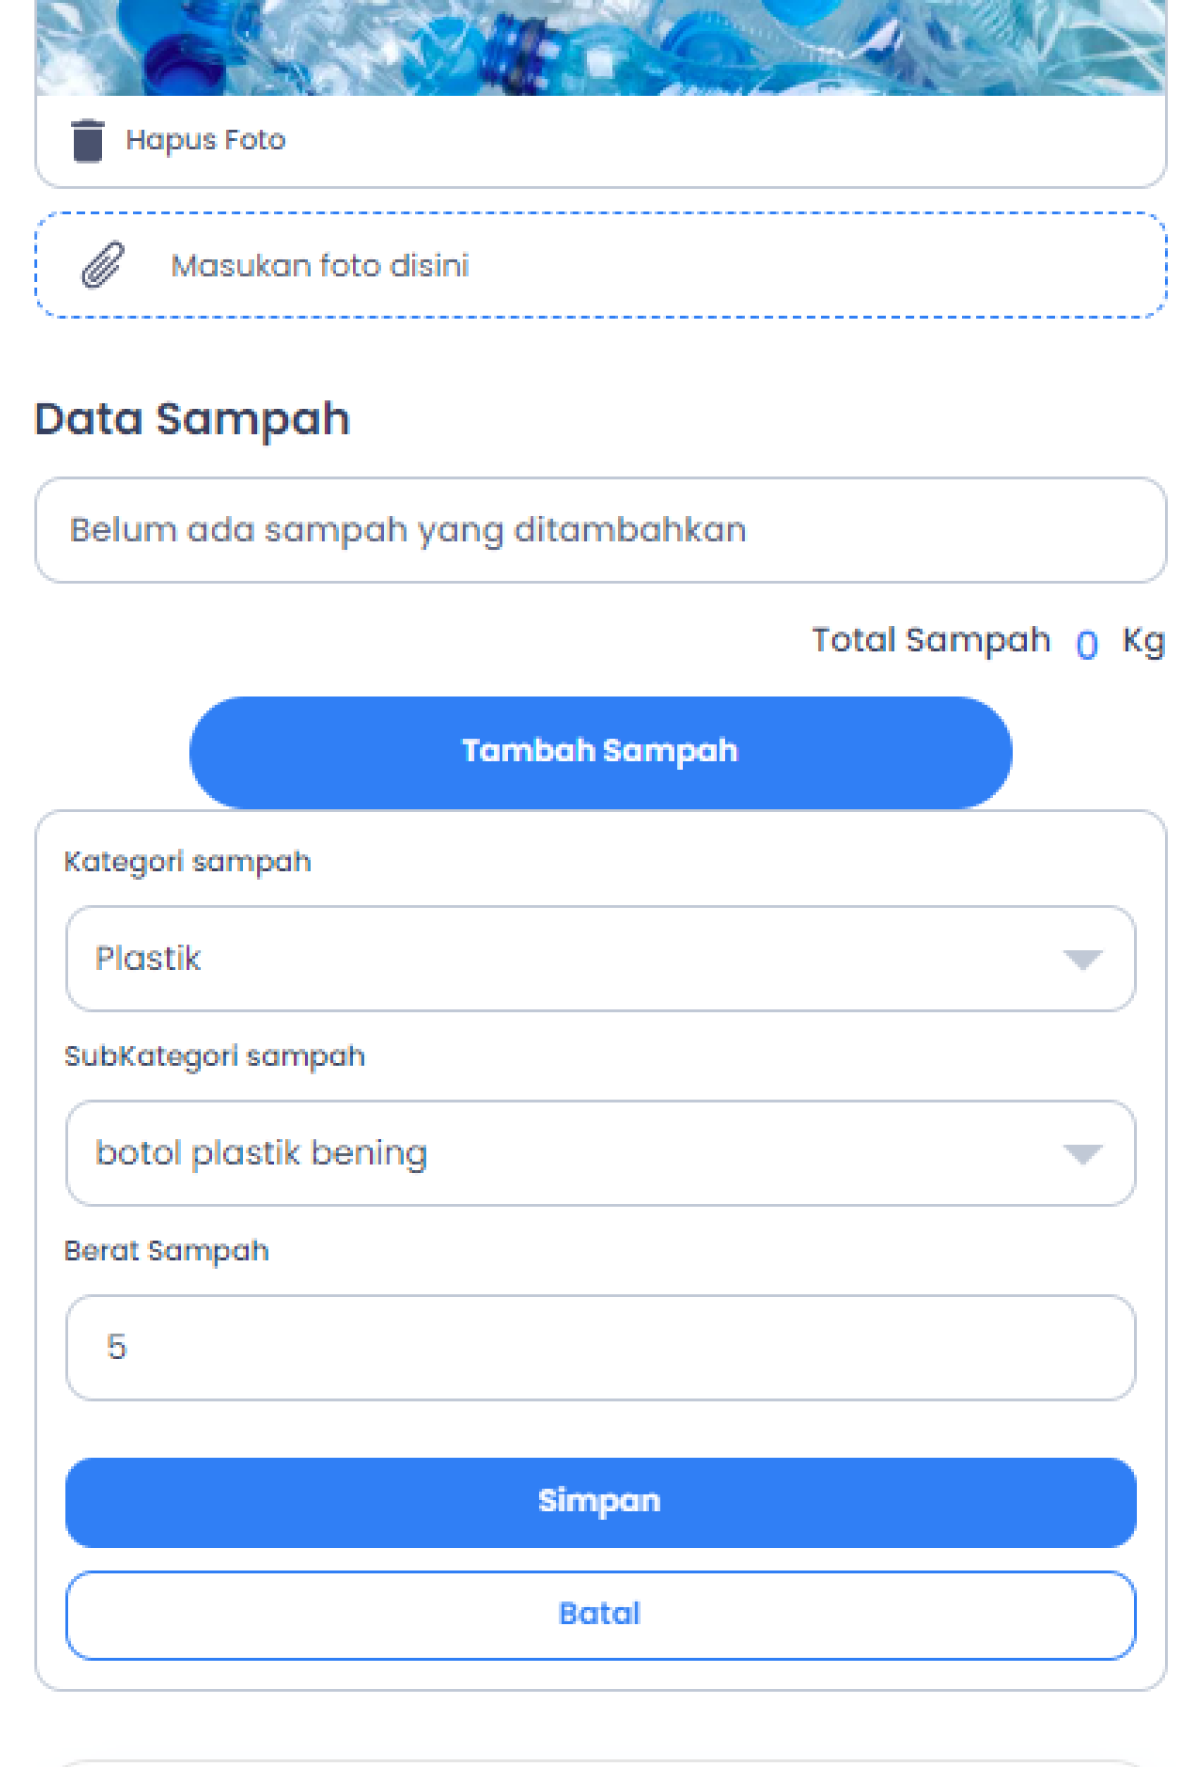 Hapus Foto
Masukan foto disini
Data Sampah
Belum ada sampah yang ditambahkan
Total Sampah 0 Kg
Tambah Sampah
Kategori sampah
Plastik
SubKategori sampah
botol plastik bening
Berat Sampah
5
Simpan
Batal